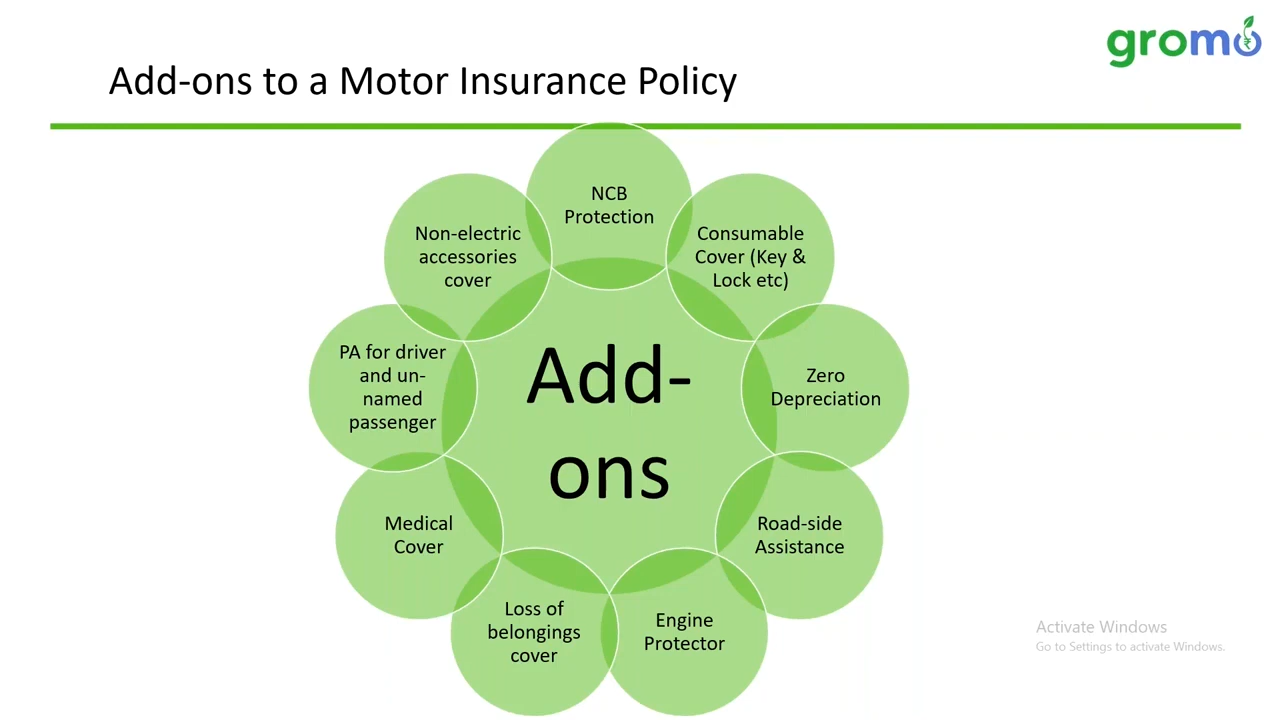 gromo
Add-ons to a Motor Insurance Policy
NCB
Protection
Consumable
Cover (Key &
Lock etc)
Zero
Depreciation
Road-side
Assistance
Engine
Protector
Loss of
belongings
cover
Medical
Cover
PA for driver
and un-
named
passenger
Non-electric
accessories
cover
Add-
ons
Activate Windows
Go to Settings to activate Windows.